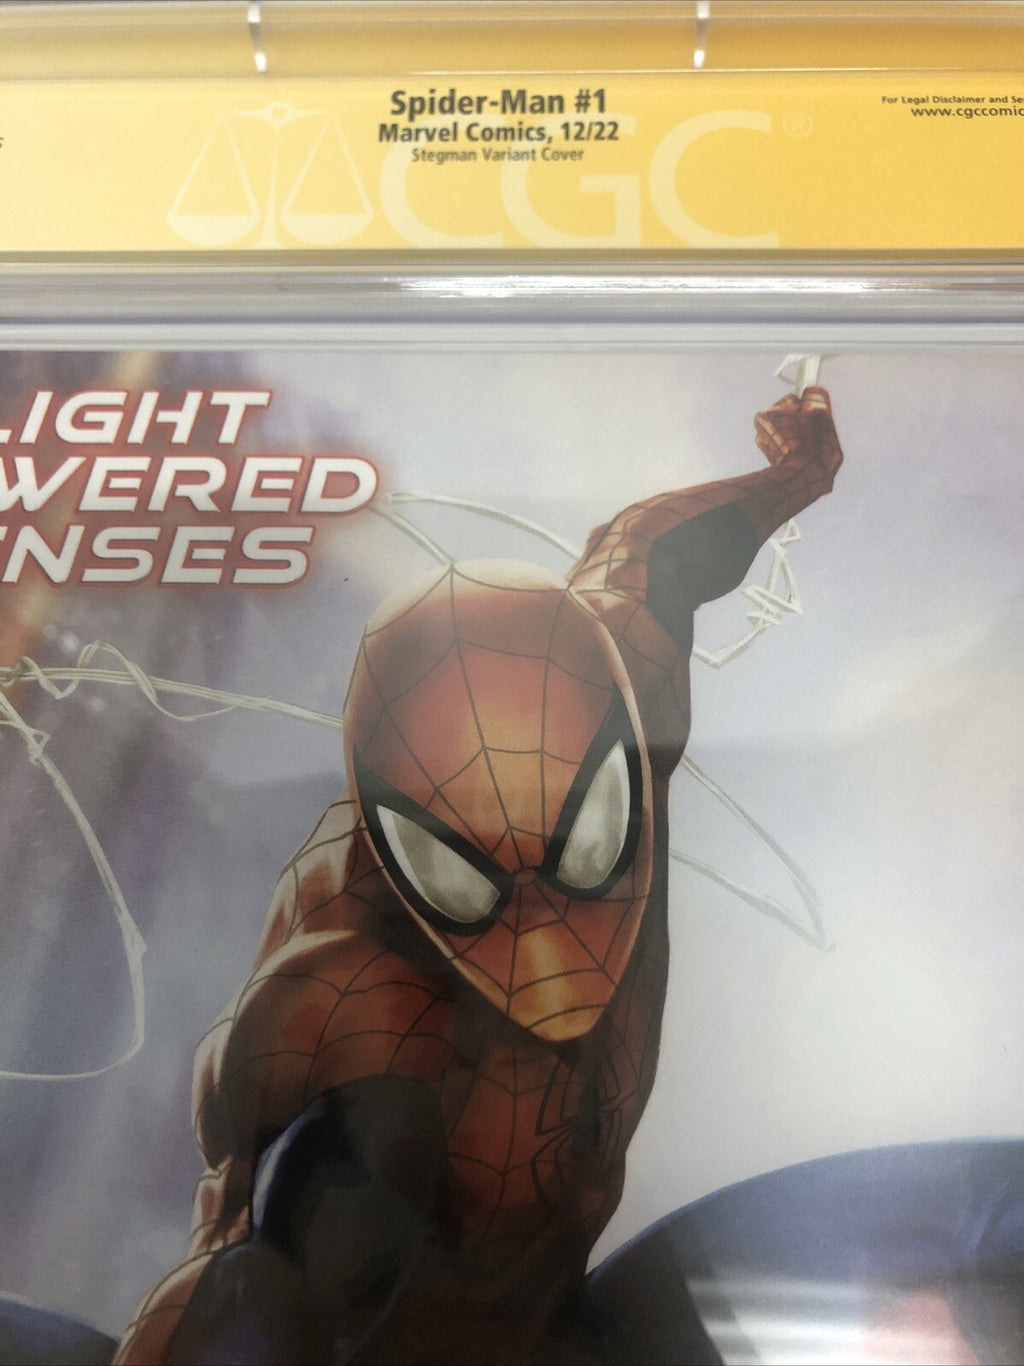 Spider-Man #1
Marvel Comics, 12/22
Stegman Variant Cover
For Legal Disclaimer and
www.cgccomic
CGC®
LIGHT
WERED
NSES